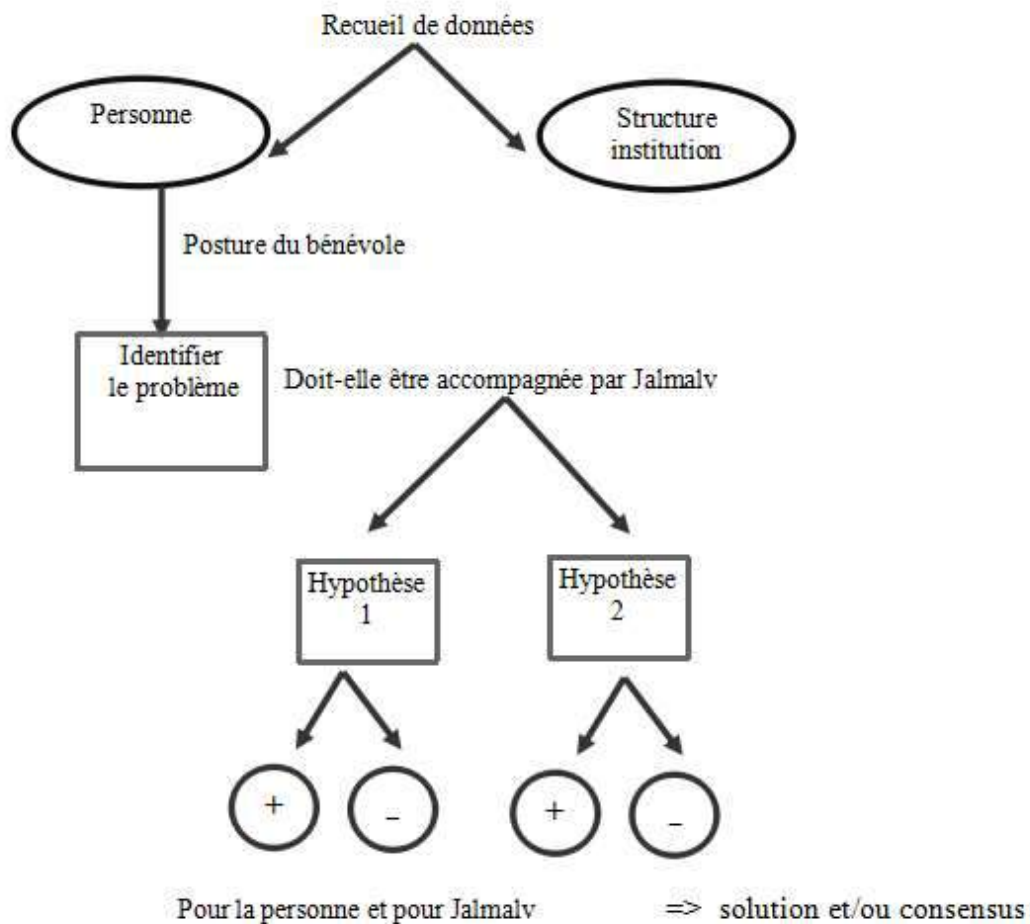 Recueil de données
Personne
Structure
institution
Posture du bénévole
Identifier
le problème
Doit-elle être accompagnée par Jalmalv
Hypothèse
1
Hypothèse
2
+
-
+
-
Pour la personne et pour Jalmalv => solution et/ou consensus